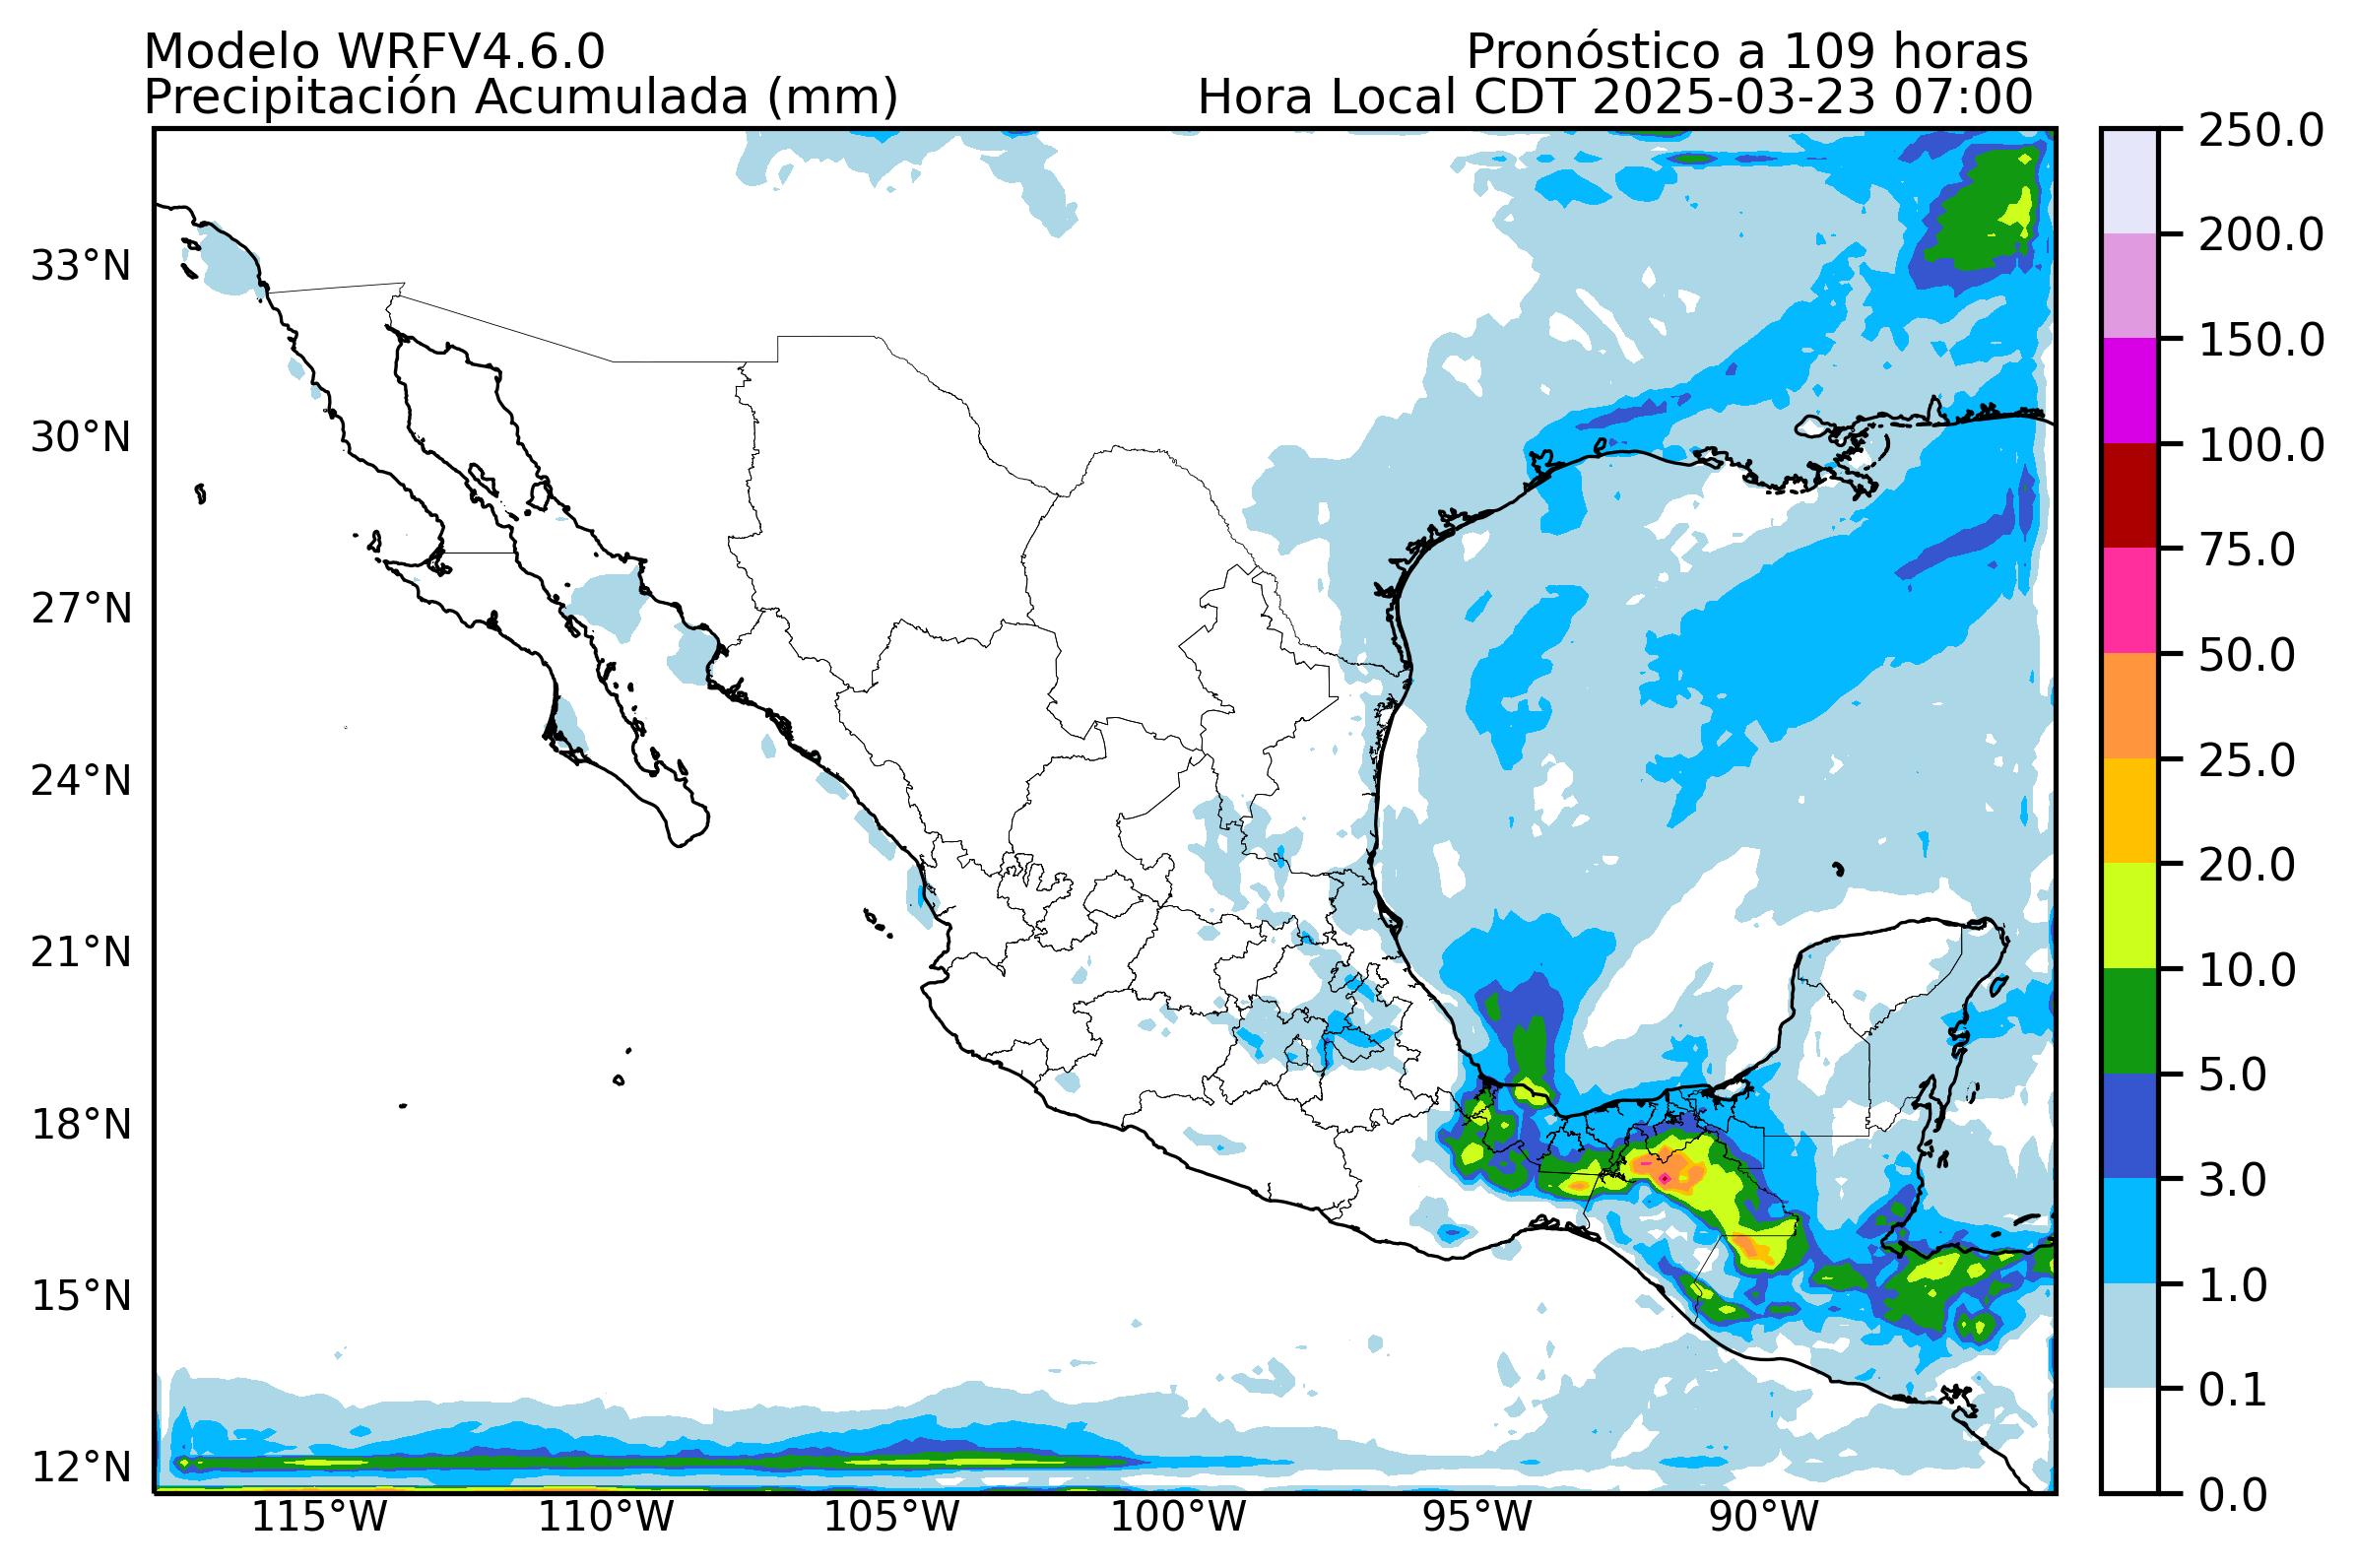 Modelo WRFV4.6.0
Pronóstico a 109 horas
Precipitación Acumulada (mm)
Hora Local CDT 2025-03-23 07:00
33°N
30°N
27°N
24°N
21°N
18°N
15°N
12°N
115°W
110°W
105°W
100°W
95°W
90°W
250.0
200.0
150.0
100.0
75.0
50.0
25.0
20.0
10.0
5.0
3.0
1.0
0.1
0.0